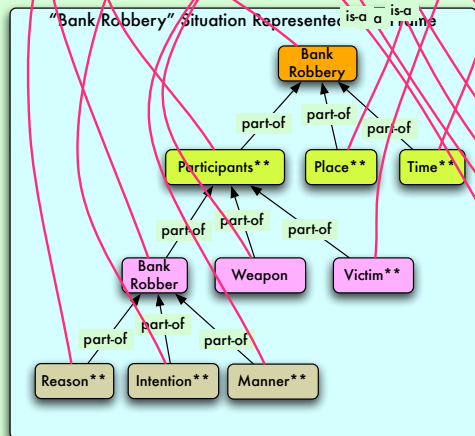 "Bank Robbery" Situation Represented
is-a
a
is-a
Bank
Robbery
part-of
part-of
part-of
Participants**
Place**
Time**
part-of
part-of
part-of
Bank
Robber
Weapon
Victim**
part-of
part-of
part-of
Reason**
Intention**
Manner**